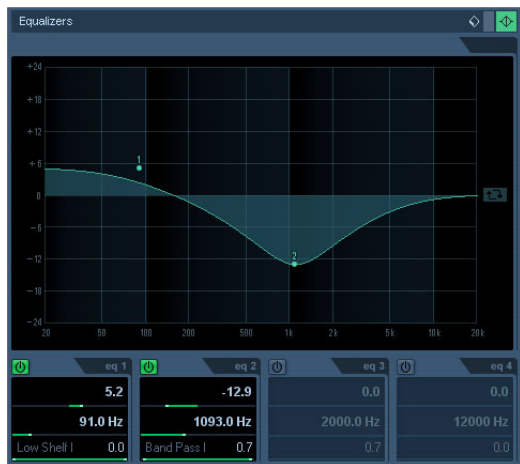 Equalizers
+24
+18
+12
1
+ 5
0
- 6
2
-12
-18
-24
20 50 100 200 500 1k 2k 5k 10k 20k
eq 1 eq 2 eq 3 eq 4
5.2 -12.9 0.0 0.0
91.0 Hz 1093.0 Hz 2000.0 Hz 12000 Hz
Low Shelf I 0.0 Band Pass I 0.7 0.7 0.0